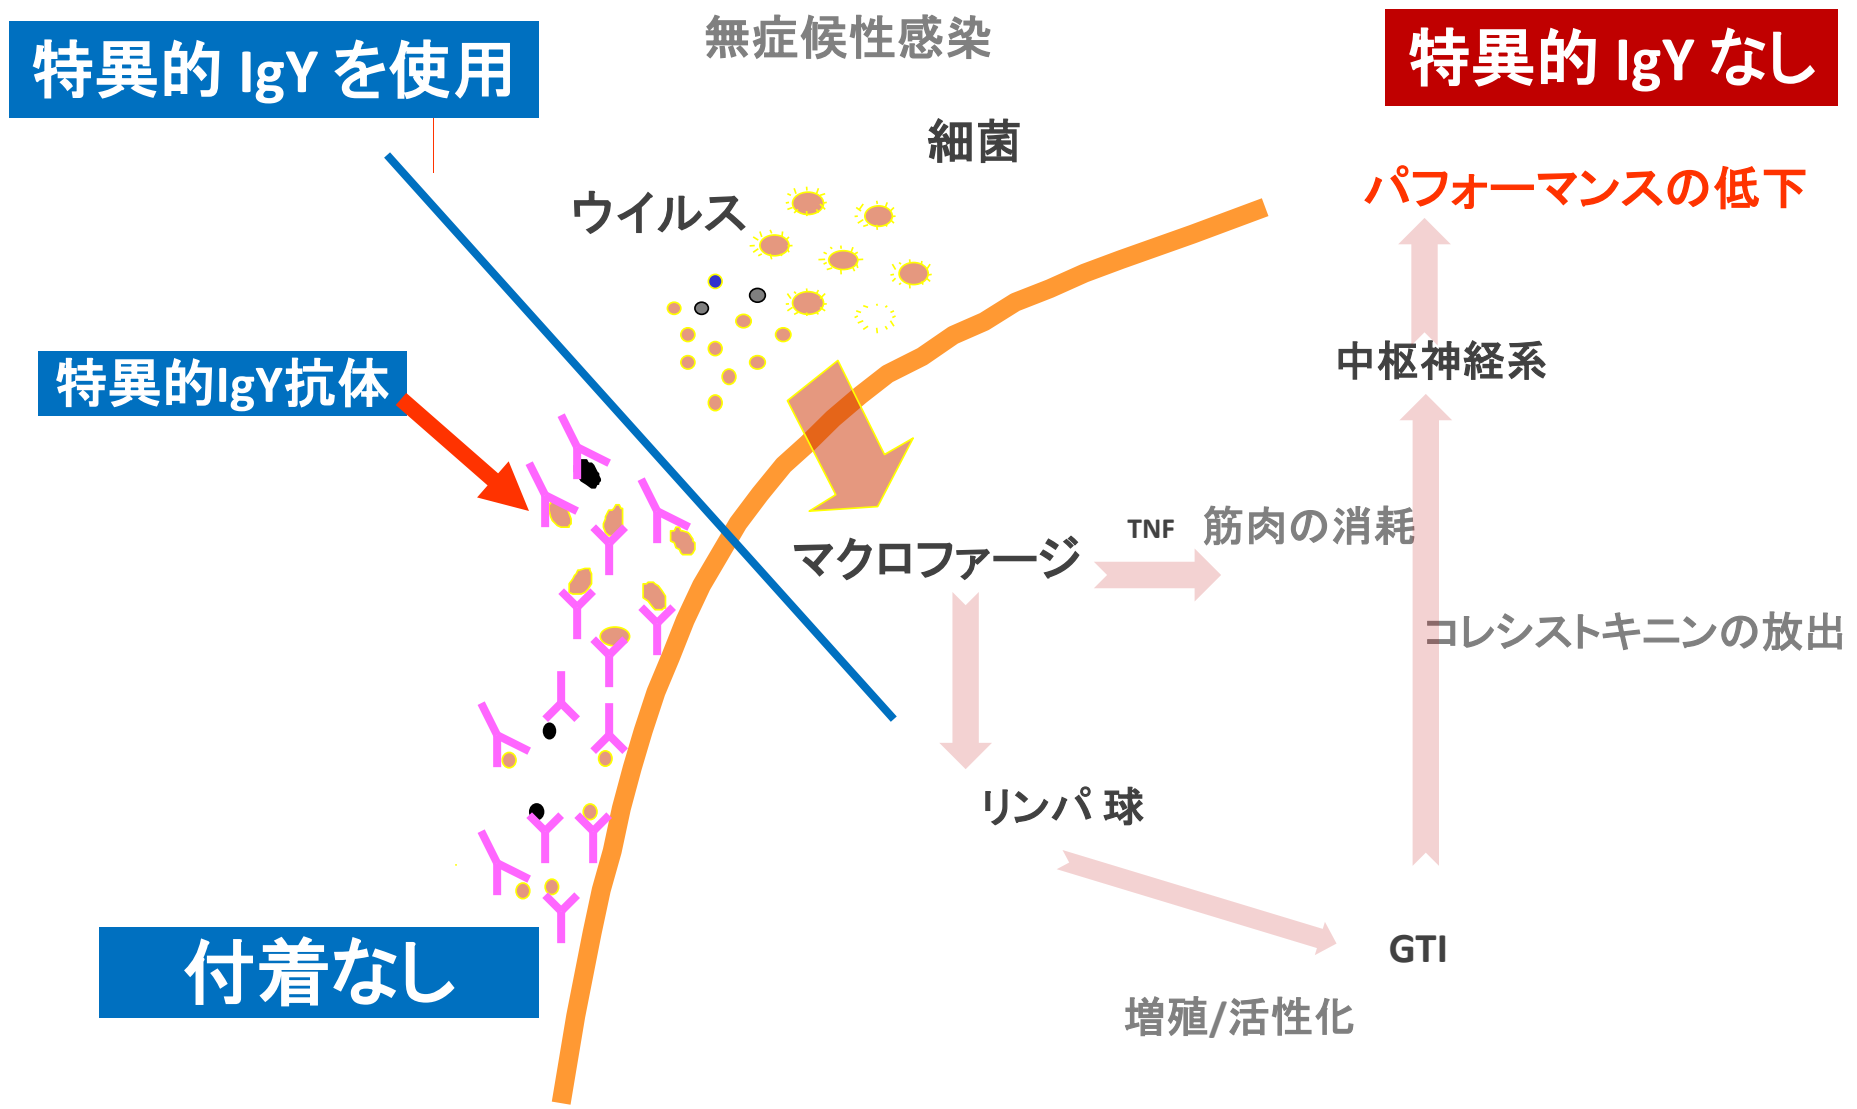 特異的 IgY を使用
無症候性感染
特異的 IgY なし
細菌
ウイルス
パフォーマンスの低下
中枢神経系
特異的IgY抗体
マクロファージ
TNF
筋肉の消耗
コレシストキニンの放出
リンパ 球
GTI
付着なし
増殖/活性化